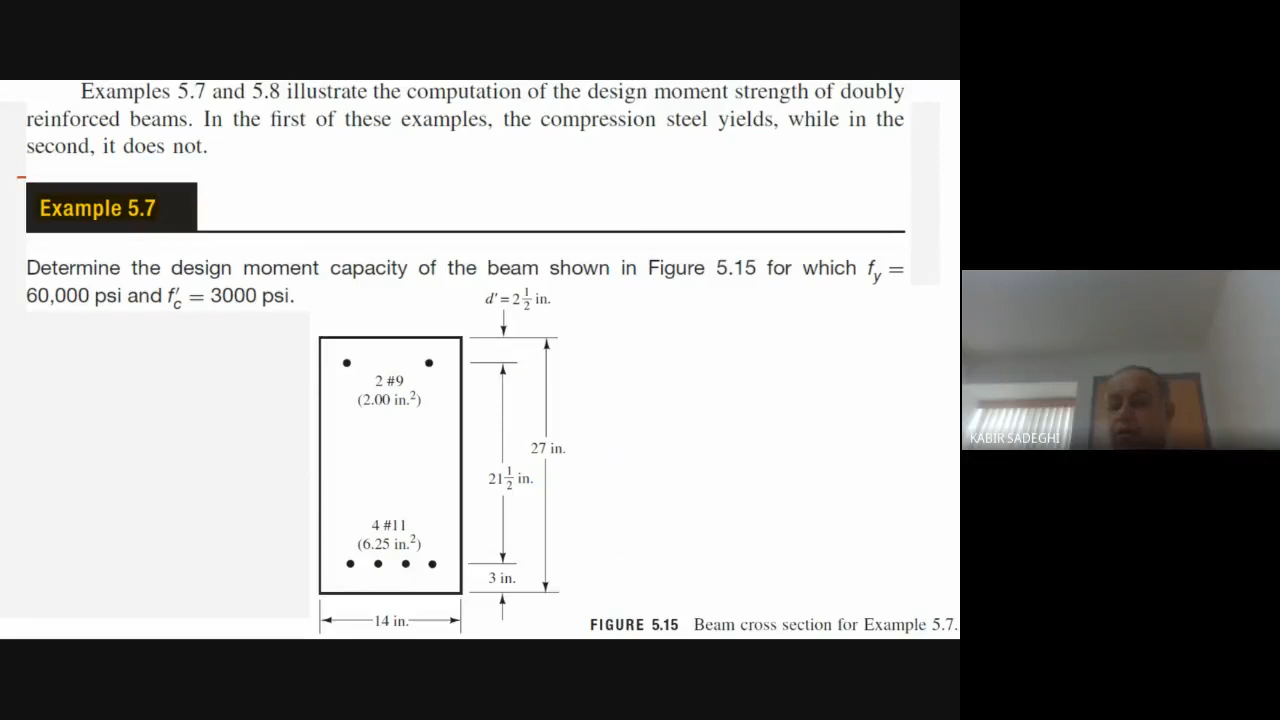 Examples 5.7 and 5.8 illustrate the computation of the design moment strength of doubly
reinforced beams. In the first of these examples, the compression steel yields, while in the
second, it does not.
Example 5.7
Determine the design moment capacity of the beam shown in Figure 5.15 for which f_y =
60,000 psi and f′_c = 3000 psi.
d′ = 2 1/2 in.
2 #9
(2.00 in.²)
27 in.
21 1/2 in.
4 #11
(6.25 in.²)
3 in.
14 in.
FIGURE 5.15 Beam cross section for Example 5.7.
KABIR SADEGHI